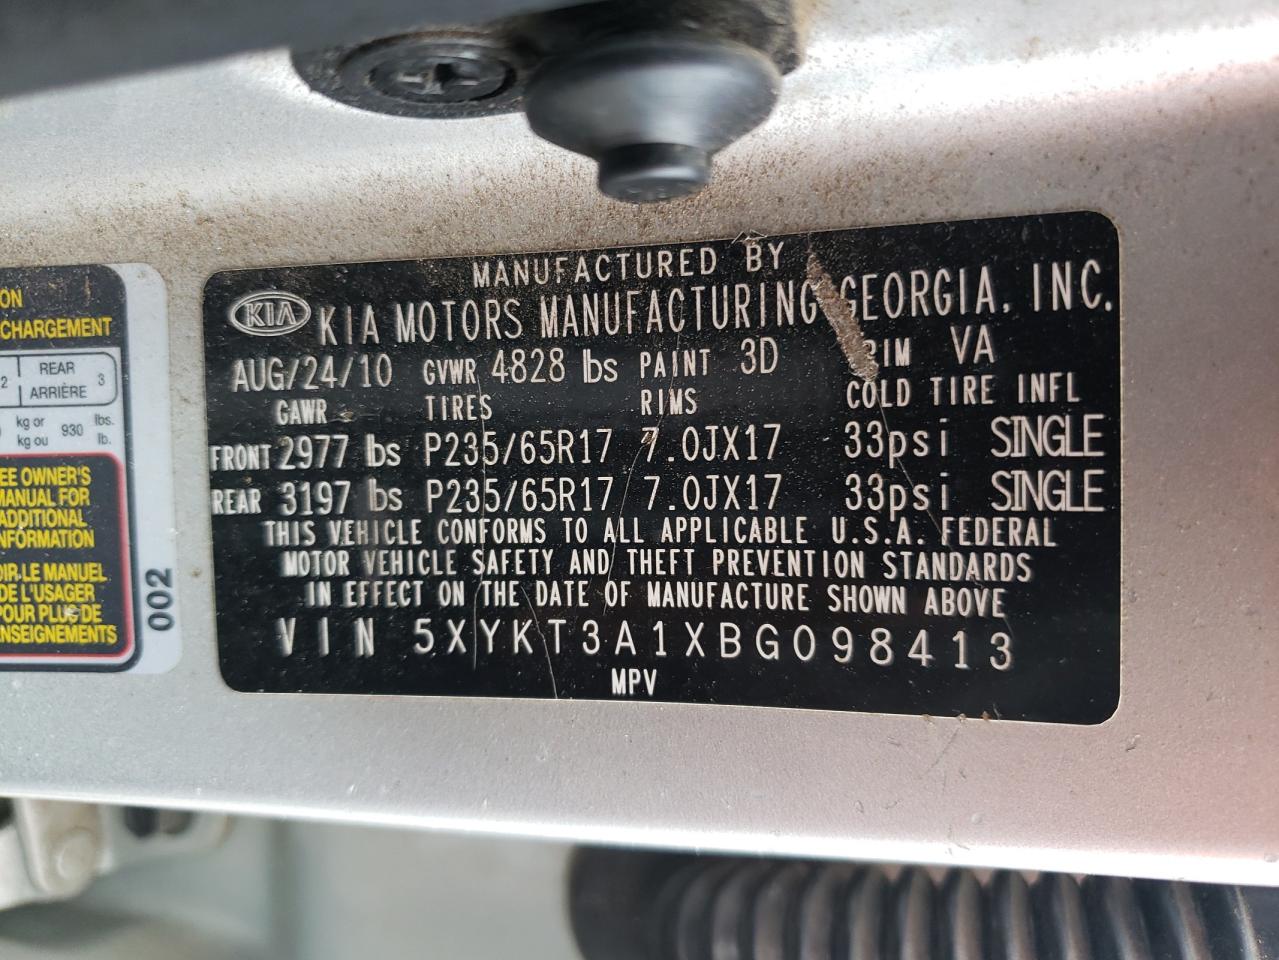 MANUFACTURED BY
KIA KIA MOTORS MANUFACTURING GEORGIA, INC.
AUG/24/10 GVWR 4828 lbs PAINT 3D TRIM VA
GAWR TIRES RIMS COLD TIRE INFL
FRONT 2977 lbs P235/65R17 7.0JX17 33psi SINGLE
REAR 3197 lbs P235/65R17 7.0JX17 33psi SINGLE
THIS VEHICLE CONFORMS TO ALL APPLICABLE U.S.A. FEDERAL
MOTOR VEHICLE SAFETY AND THEFT PREVENTION STANDARDS
IN EFFECT ON THE DATE OF MANUFACTURE SHOWN ABOVE
VIN 5XYKT3A1XBG098413
MPV
ON
CHARGEMENT
2 REAR 3
ARRIÈRE
kg or lbs.
kg ou 930 lb.
EE OWNER'S
MANUAL FOR
ADDITIONAL
NFORMATION
OIR LE MANUEL
DE L'USAGER
POUR PLUS DE
ENSEIGNEMENTS
002